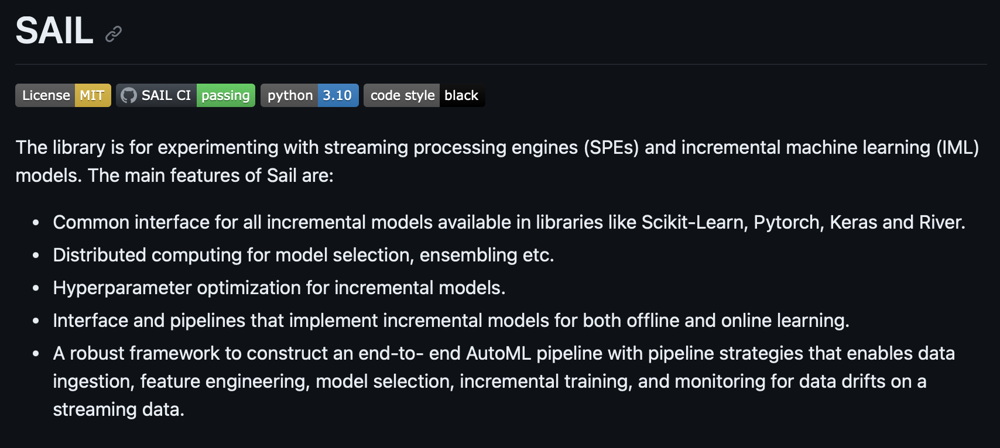 SAIL
License MIT SAIL CI passing python 3.10 code style black
The library is for experimenting with streaming processing engines (SPEs) and incremental machine learning (IML)
models. The main features of Sail are:
• Common interface for all incremental models available in libraries like Scikit-Learn, Pytorch, Keras and River.
• Distributed computing for model selection, ensembling etc.
• Hyperparameter optimization for incremental models.
• Interface and pipelines that implement incremental models for both offline and online learning.
• A robust framework to construct an end-to- end AutoML pipeline with pipeline strategies that enables data
ingestion, feature engineering, model selection, incremental training, and monitoring for data drifts on a
streaming data.